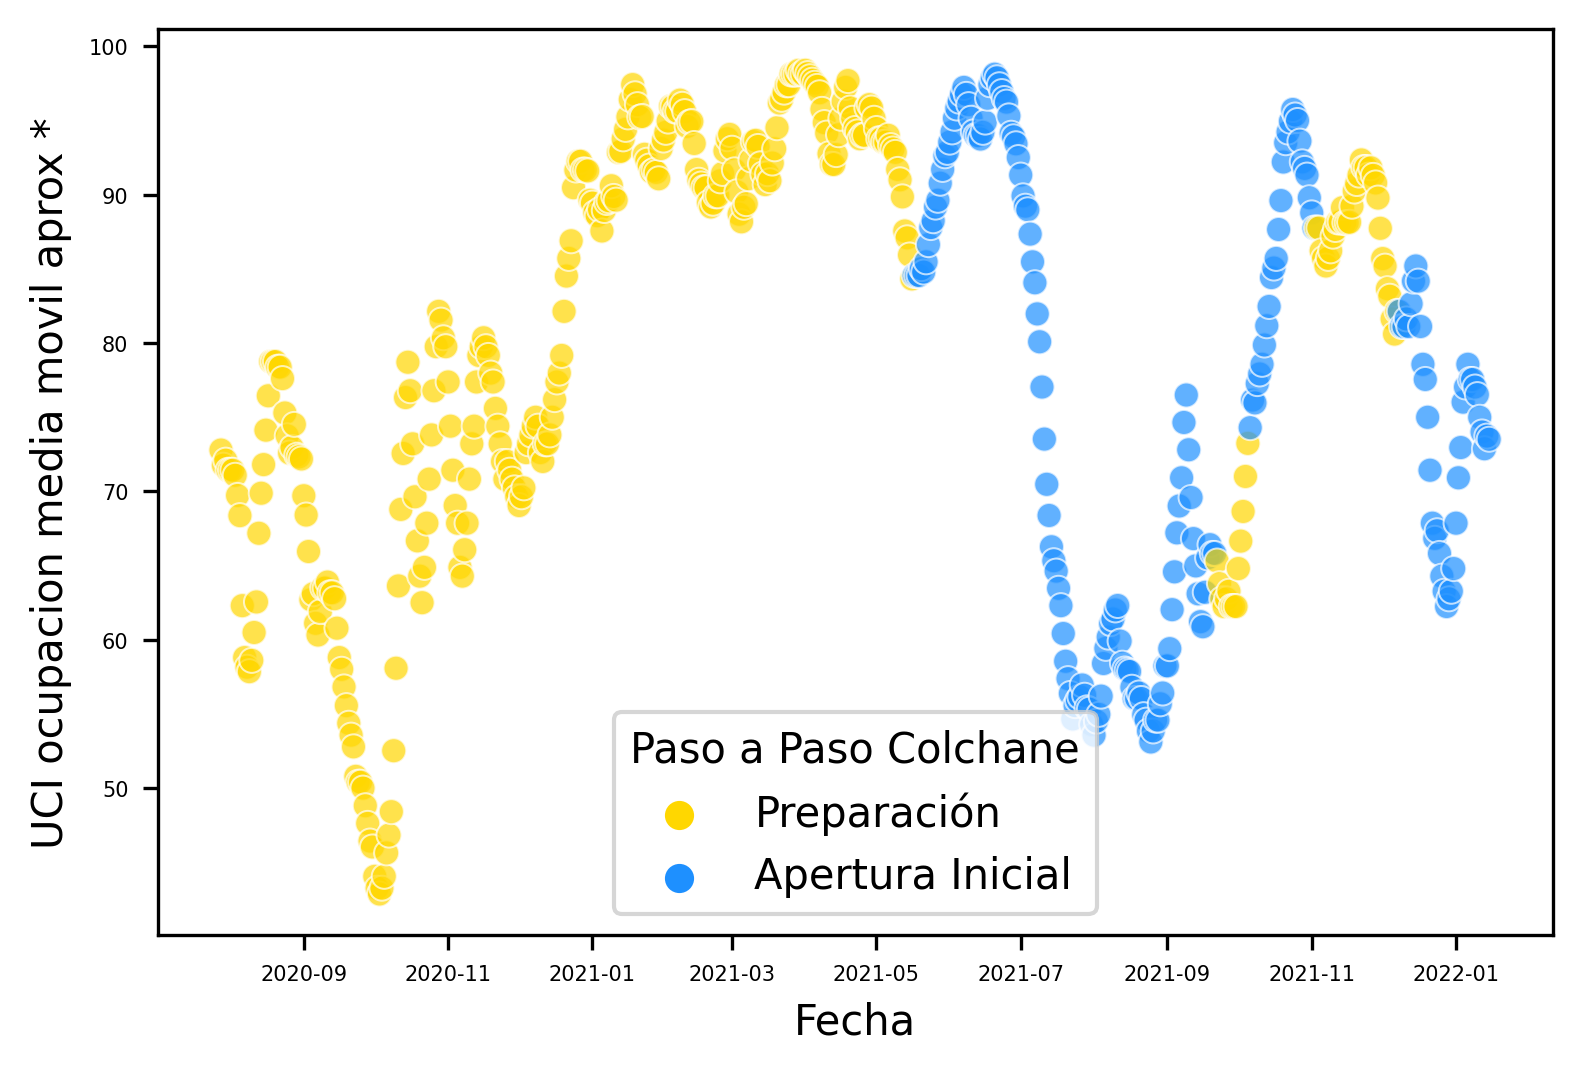 UCI ocupacion media movil aprox *
100
90
80
70
60
50
Paso a Paso Colchane
Preparación
Apertura Inicial
2020-09 2020-11 2021-01 2021-03 2021-05 2021-07 2021-09 2021-11 2022-01
Fecha